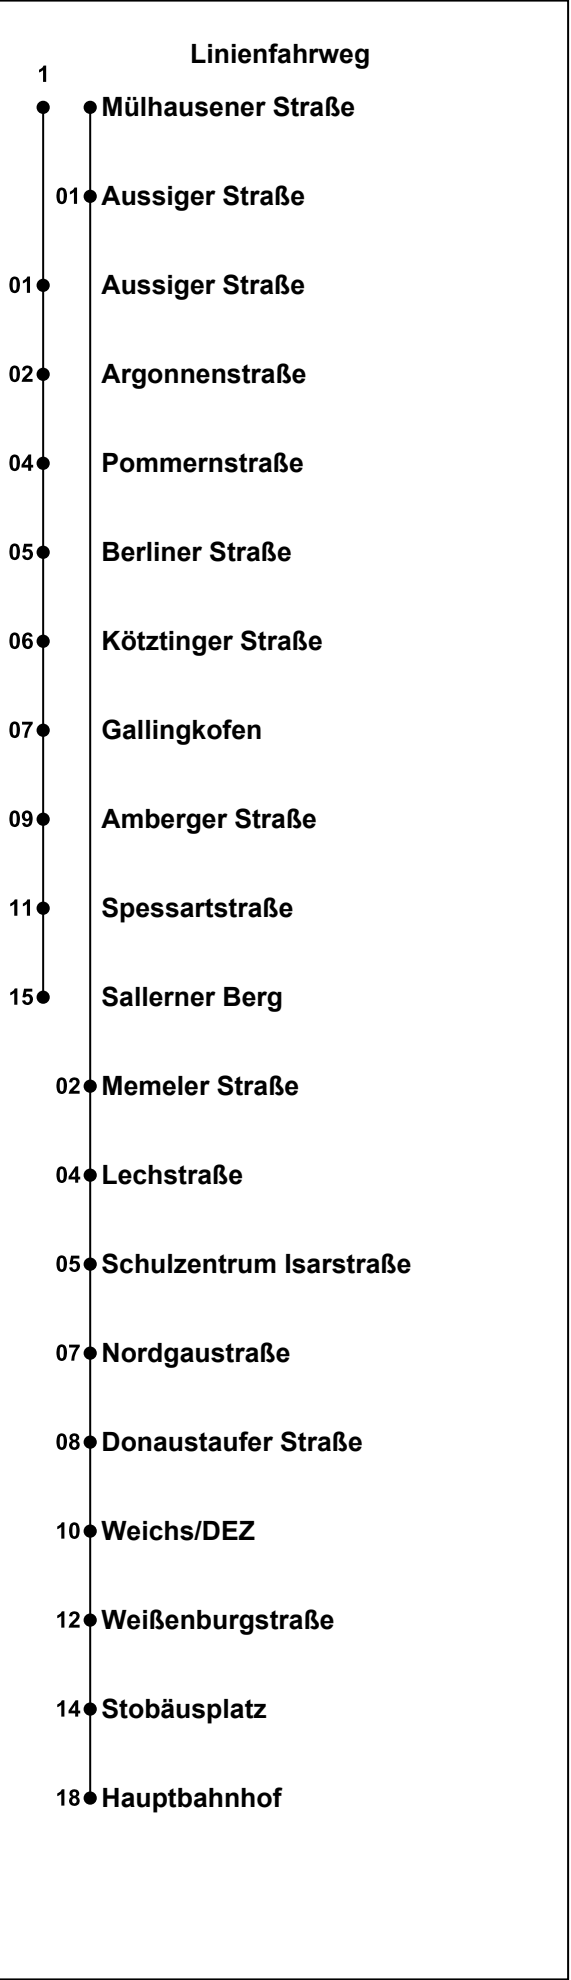 Linienfahrweg
1
Mülhausener Straße
01 Aussiger Straße
01 Aussiger Straße
02 Argonnenstraße
04 Pommernstraße
05 Berliner Straße
06 Kötztinger Straße
07 Gallingkofen
09 Amberger Straße
11 Spessartstraße
15 Sallerner Berg
02 Memeler Straße
04 Lechstraße
05 Schulzentrum Isarstraße
07 Nordgaustraße
08 Donaustaufer Straße
10 Weichs/DEZ
12 Weißenburgstraße
14 Stobäusplatz
18 Hauptbahnhof